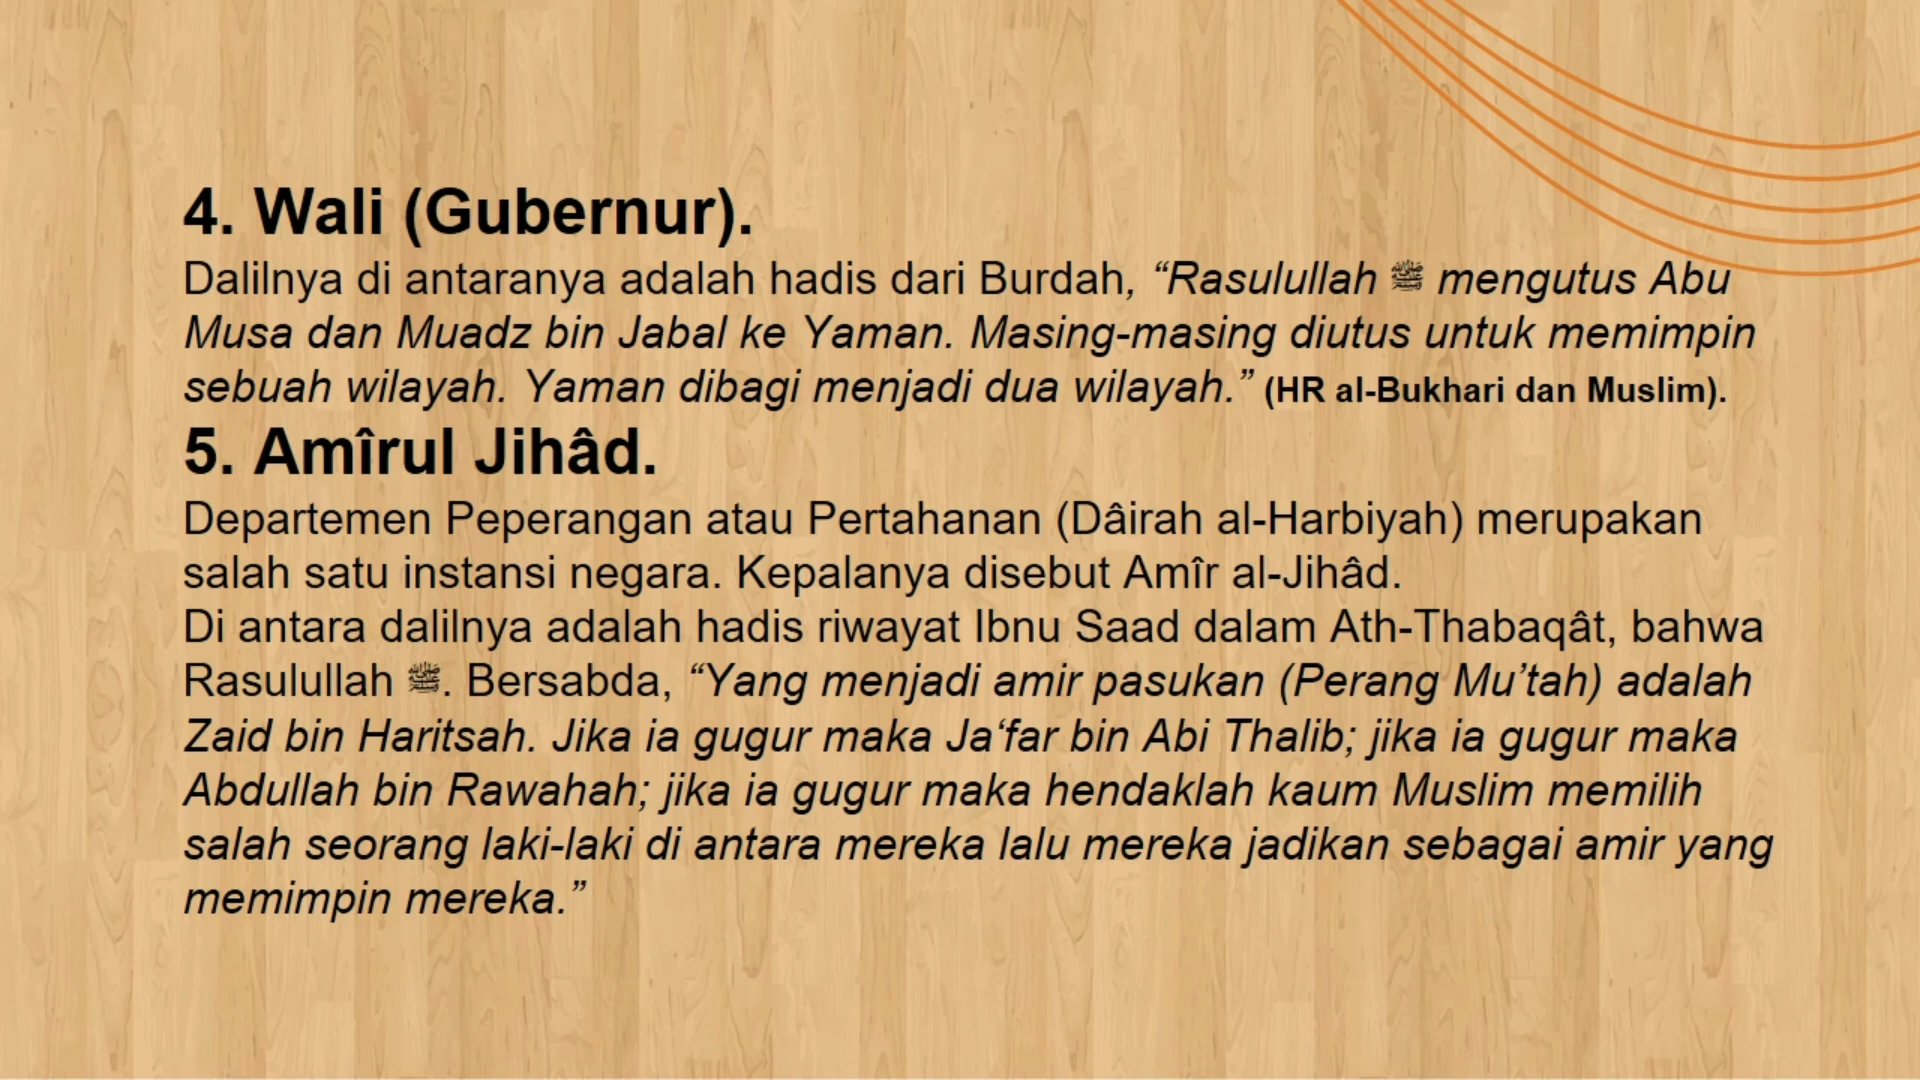 4. Wali (Gubernur).
Dalilnya di antaranya adalah hadis dari Burdah, “Rasulullah ﷺ mengutus Abu
Musa dan Muadz bin Jabal ke Yaman. Masing-masing diutus untuk memimpin
sebuah wilayah. Yaman dibagi menjadi dua wilayah.” (HR al-Bukhari dan Muslim).
5. Amîrul Jihâd.
Departemen Peperangan atau Pertahanan (Dâirah al-Harbiyah) merupakan
salah satu instansi negara. Kepalanya disebut Amîr al-Jihâd.
Di antara dalilnya adalah hadis riwayat Ibnu Saad dalam Ath-Thabaqât, bahwa
Rasulullah ﷺ. Bersabda, “Yang menjadi amir pasukan (Perang Mu’tah) adalah
Zaid bin Haritsah. Jika ia gugur maka Ja‘far bin Abi Thalib; jika ia gugur maka
Abdullah bin Rawahah; jika ia gugur maka hendaklah kaum Muslim memilih
salah seorang laki-laki di antara mereka lalu mereka jadikan sebagai amir yang
memimpin mereka.”